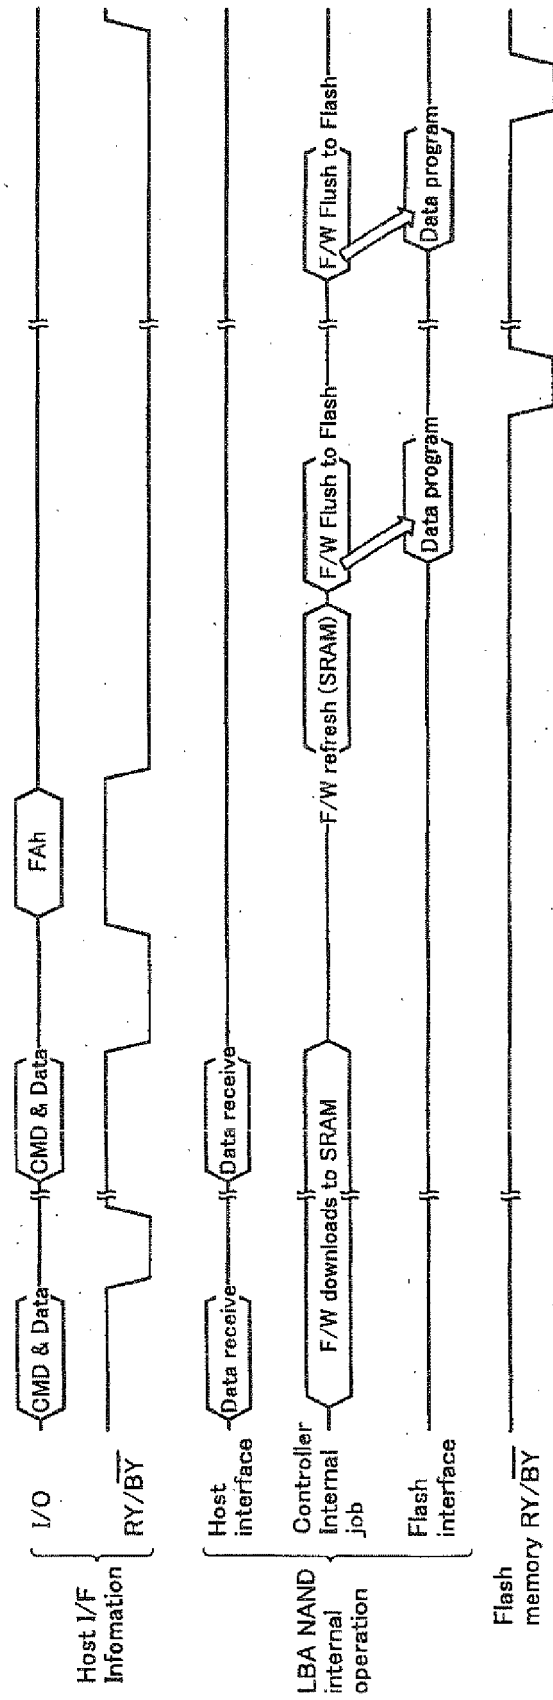 Host I/F
Infomation
I/O
CMD & Data
CMD & Data
FAh
RY/BY
LBA NAND
internal
operation
Host
interface
Data receive
Data receive
Controller
Internal
job
F/W downloads to SRAM
F/W refresh (SRAM)
F/W Flush to Flash
F/W Flush to Flash
Flash
interface
Data program
Data program
Flash
memory RY/BY